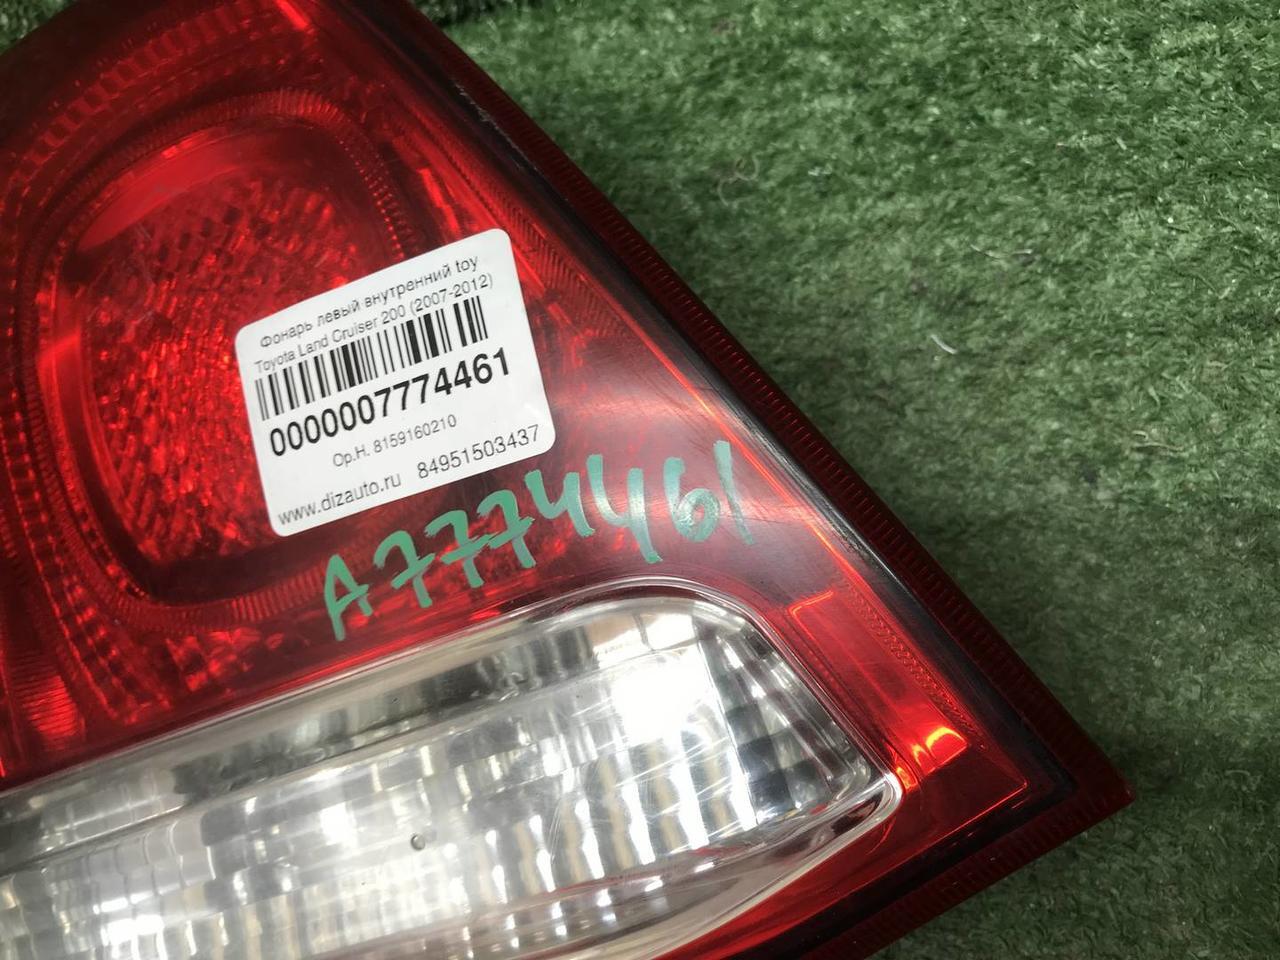 Фонарь левый внутренний toy
Toyota Land Cruiser 200 (2007-2012)
0000007774461
Ор.Н. 8159160210
www.dizauto.ru 84951503437
A7774461